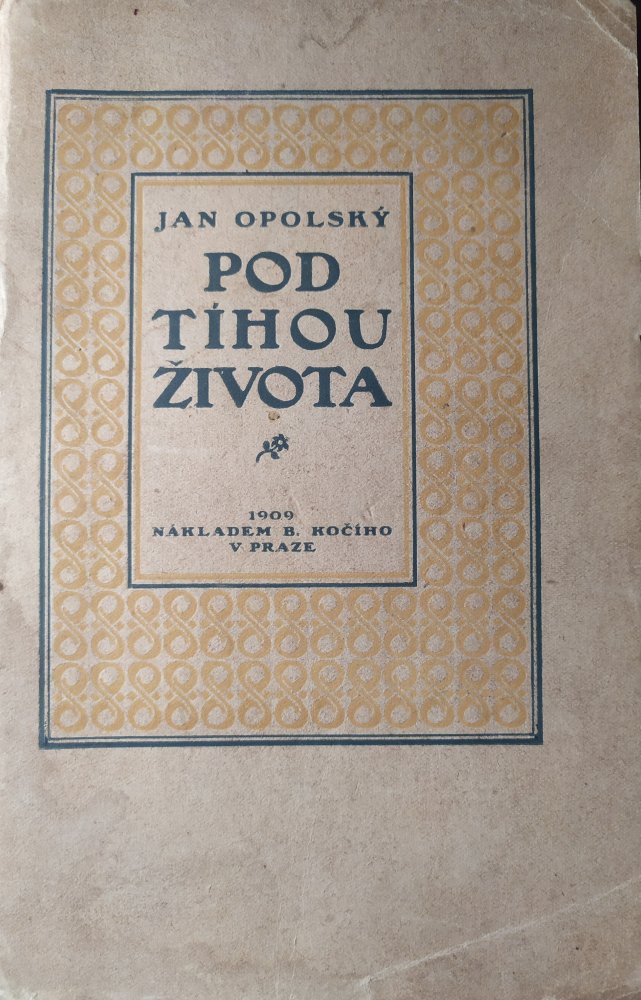 JAN OPOLSKÝ
POD
TÍHOU
ŽIVOTA
1909
NÁKLADEM B. KOČÍHO
V PRAZE